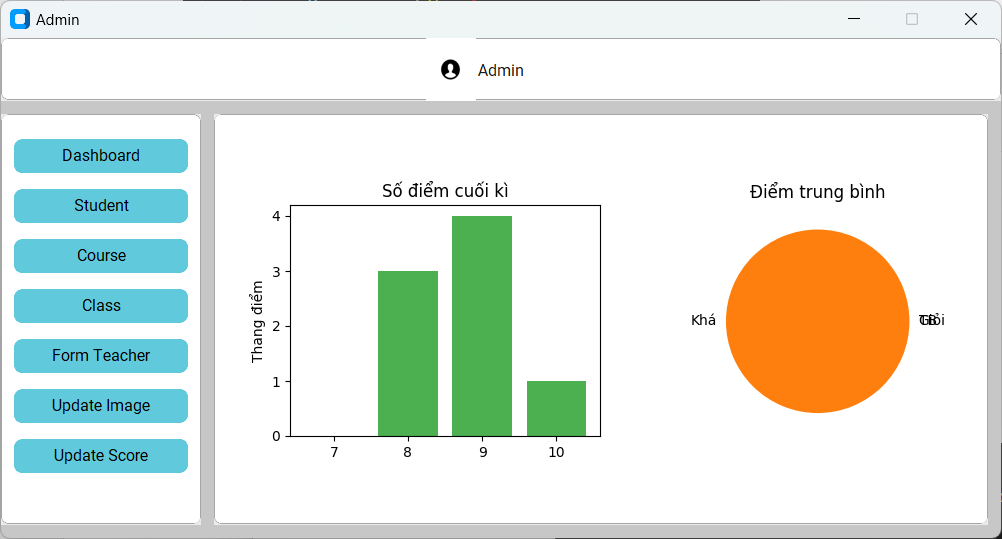 Admin
Admin
Dashboard
Student
Course
Class
Form Teacher
Update Image
Update Score
Số điểm cuối kì
Thang điểm
4
3
2
1
0
7 8 9 10
Điểm trung bình
Khá